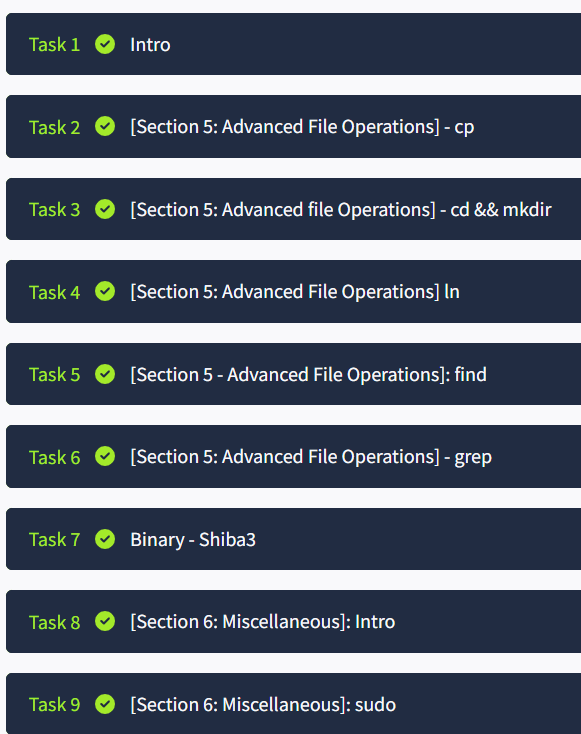 Task 1 Intro
Task 2 [Section 5: Advanced File Operations] - cp
Task 3 [Section 5: Advanced file Operations] - cd && mkdir
Task 4 [Section 5: Advanced File Operations] ln
Task 5 [Section 5 - Advanced File Operations]: find
Task 6 [Section 5: Advanced File Operations] - grep
Task 7 Binary - Shiba3
Task 8 [Section 6: Miscellaneous]: Intro
Task 9 [Section 6: Miscellaneous]: sudo